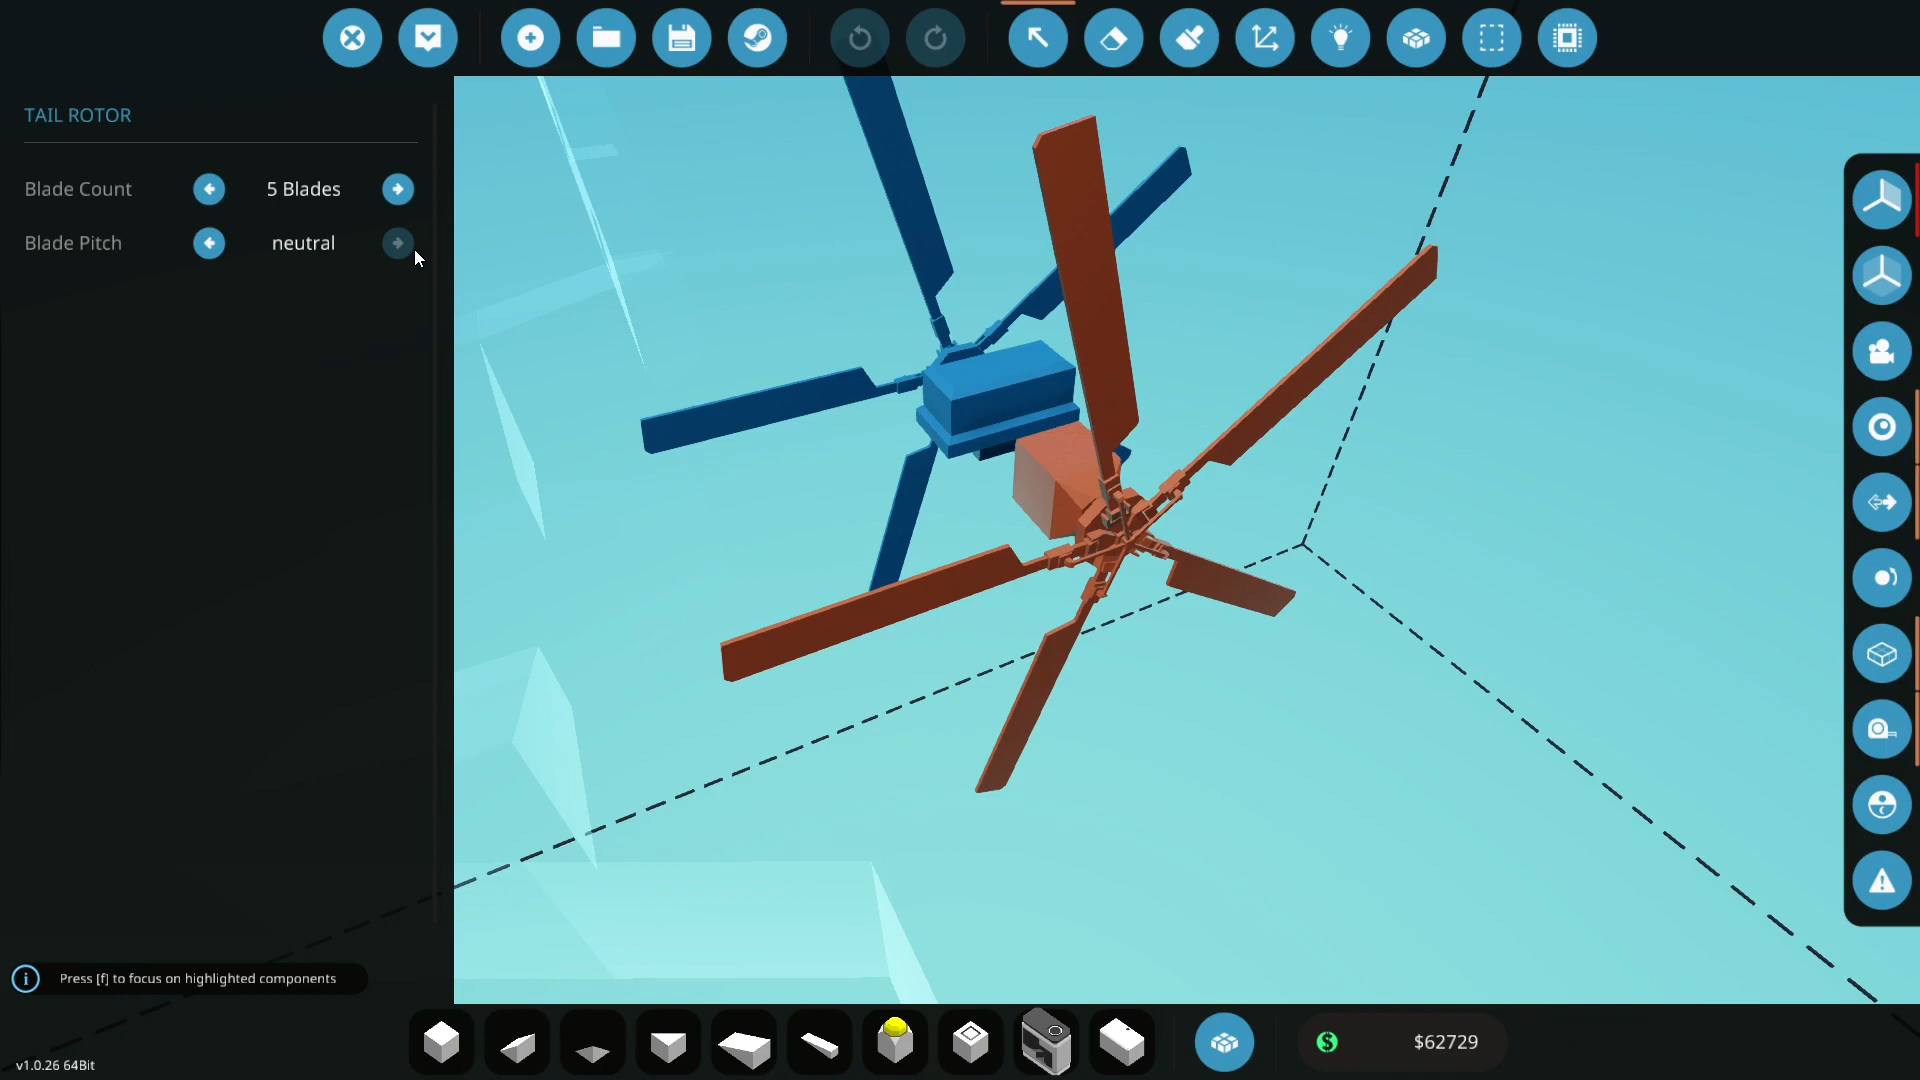 TAIL ROTOR
Blade Count 5 Blades
Blade Pitch neutral
Press [f] to focus on highlighted components
$62729
v1.0.26 64Bit